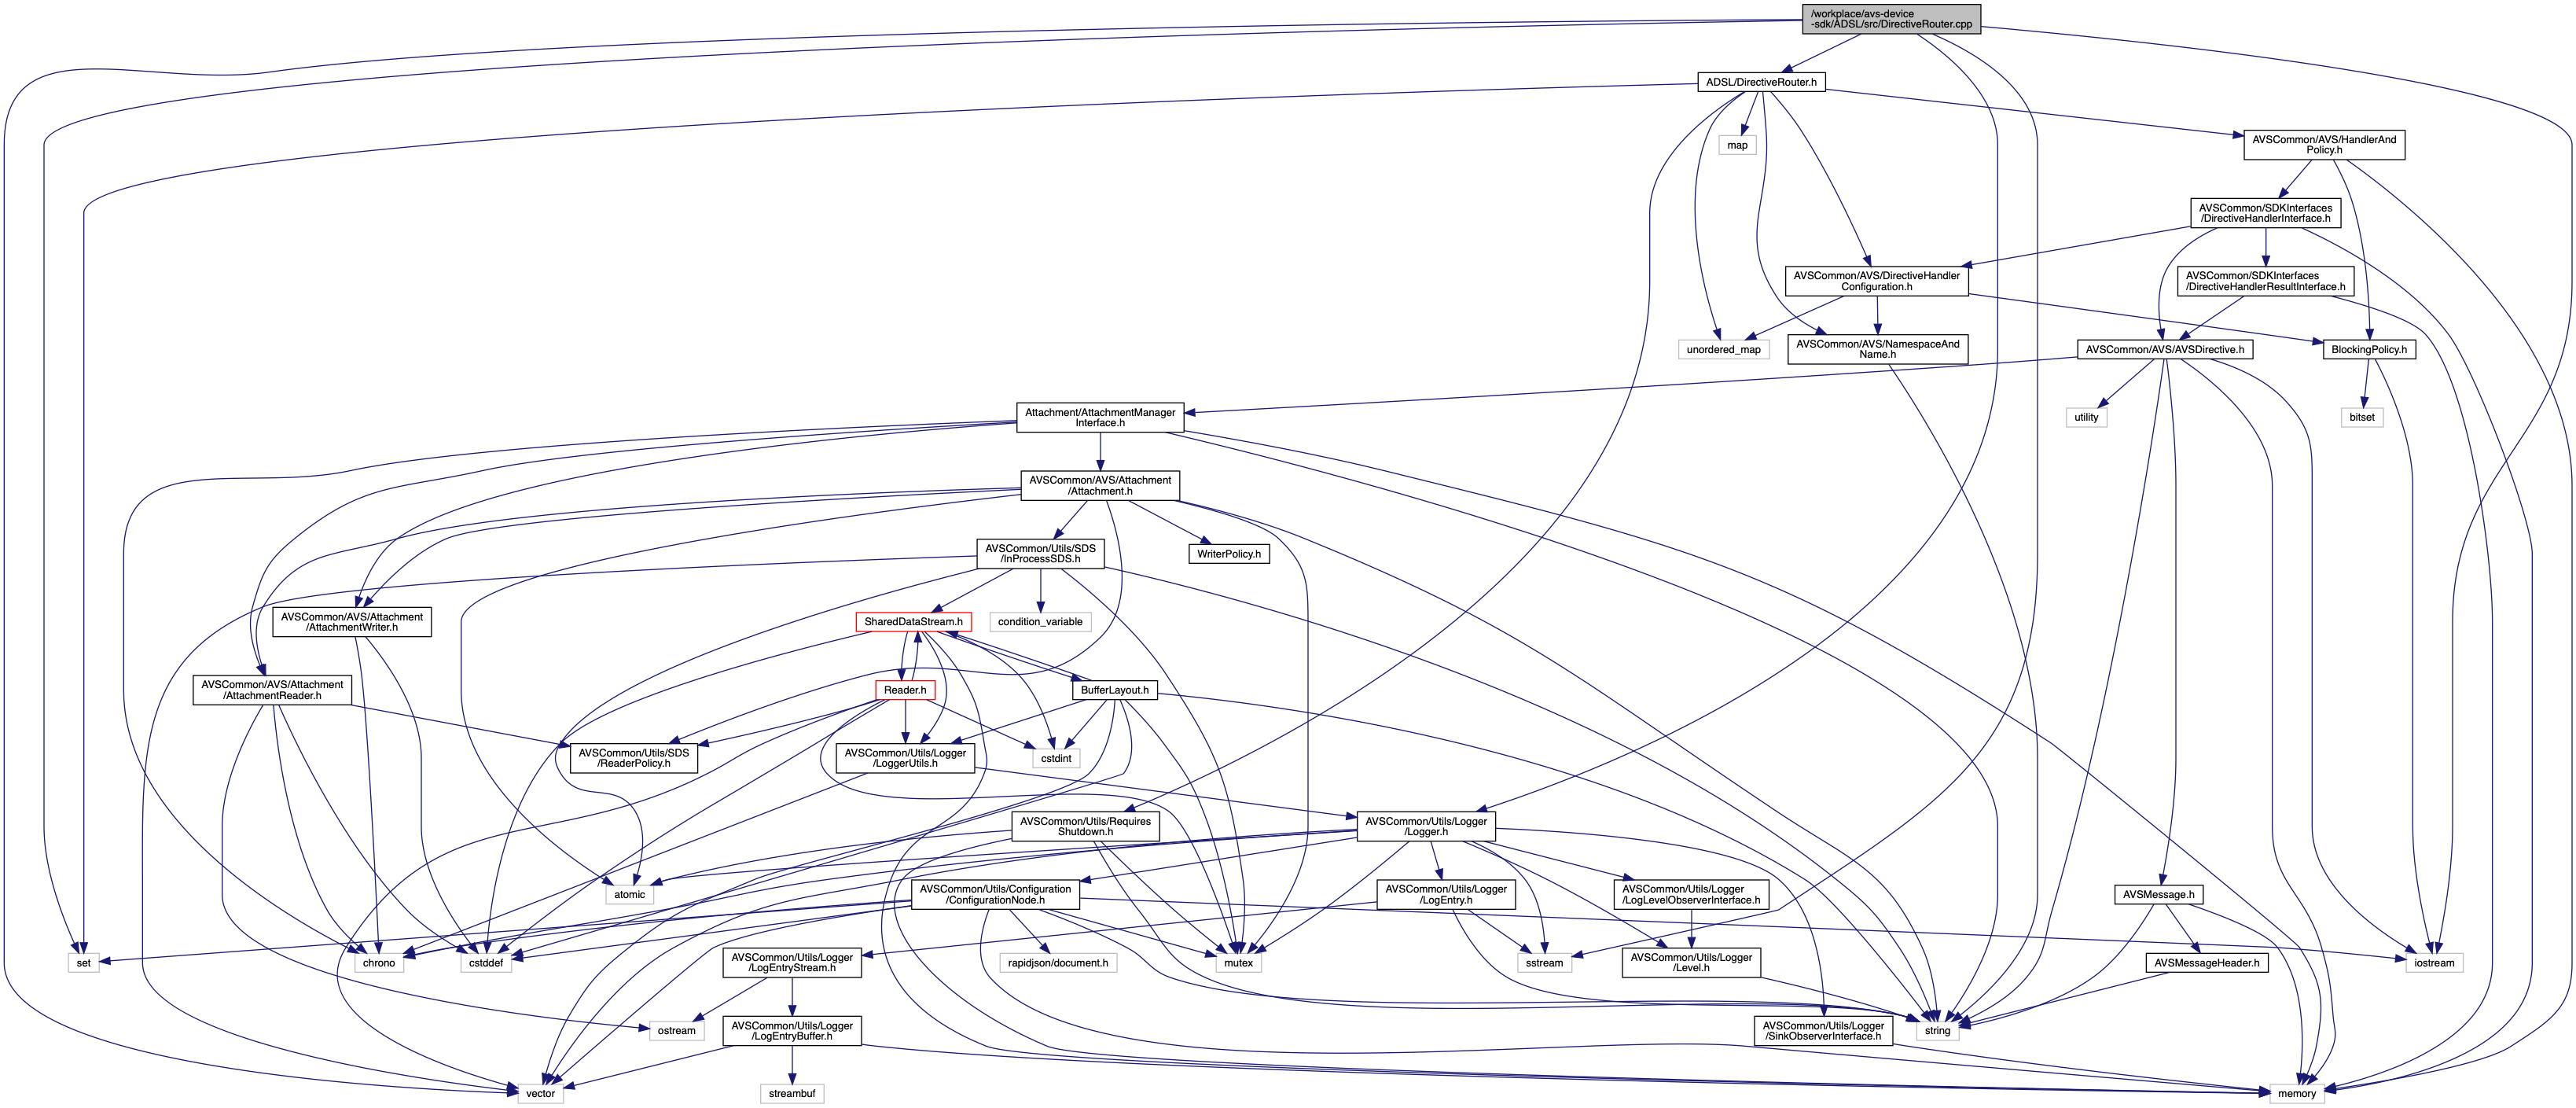 /workplace/avs-device
-sdk/ADSL/src/DirectiveRouter.cpp
ADSL/DirectiveRouter.h
map
AVSCommon/AVS/HandlerAnd
Policy.h
AVSCommon/SDKInterfaces
/DirectiveHandlerInterface.h
AVSCommon/AVS/DirectiveHandler
Configuration.h
AVSCommon/SDKInterfaces
/DirectiveHandlerResultInterface.h
unordered_map
AVSCommon/AVS/NamespaceAnd
Name.h
AVSCommon/AVS/AVSDirective.h
BlockingPolicy.h
Attachment/AttachmentManager
Interface.h
utility
bitset
AVSCommon/AVS/Attachment
/Attachment.h
AVSCommon/Utils/SDS
/InProcessSDS.h
WriterPolicy.h
AVSCommon/AVS/Attachment
/AttachmentWriter.h
SharedDataStream.h
condition_variable
AVSCommon/AVS/Attachment
/AttachmentReader.h
Reader.h
BufferLayout.h
AVSCommon/Utils/SDS
/ReaderPolicy.h
AVSCommon/Utils/Logger
/LoggerUtils.h
cstdint
AVSCommon/Utils/Requires
Shutdown.h
AVSCommon/Utils/Logger
/Logger.h
atomic
AVSCommon/Utils/Configuration
/ConfigurationNode.h
AVSCommon/Utils/Logger
/LogEntry.h
AVSCommon/Utils/Logger
/LogLevelObserverInterface.h
AVSMessage.h
set
chrono
cstddef
AVSCommon/Utils/Logger
/LogEntryStream.h
rapidjson/document.h
mutex
sstream
AVSCommon/Utils/Logger
/Level.h
AVSMessageHeader.h
iostream
ostream
AVSCommon/Utils/Logger
/LogEntryBuffer.h
AVSCommon/Utils/Logger
/SinkObserverInterface.h
string
vector
streambuf
memory